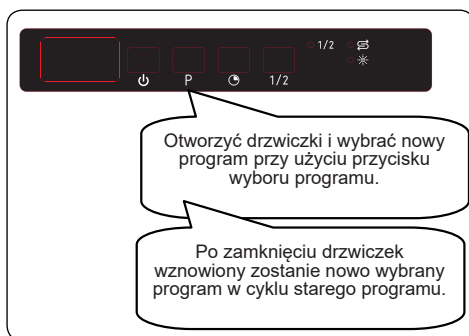 1/2
P
1/2
Otworzyć drzwiczki i wybrać nowy
program przy użyciu przycisku
wyboru programu.
Po zamknięciu drzwiczek
wznowiony zostanie nowo wybrany
program w cyklu starego programu.